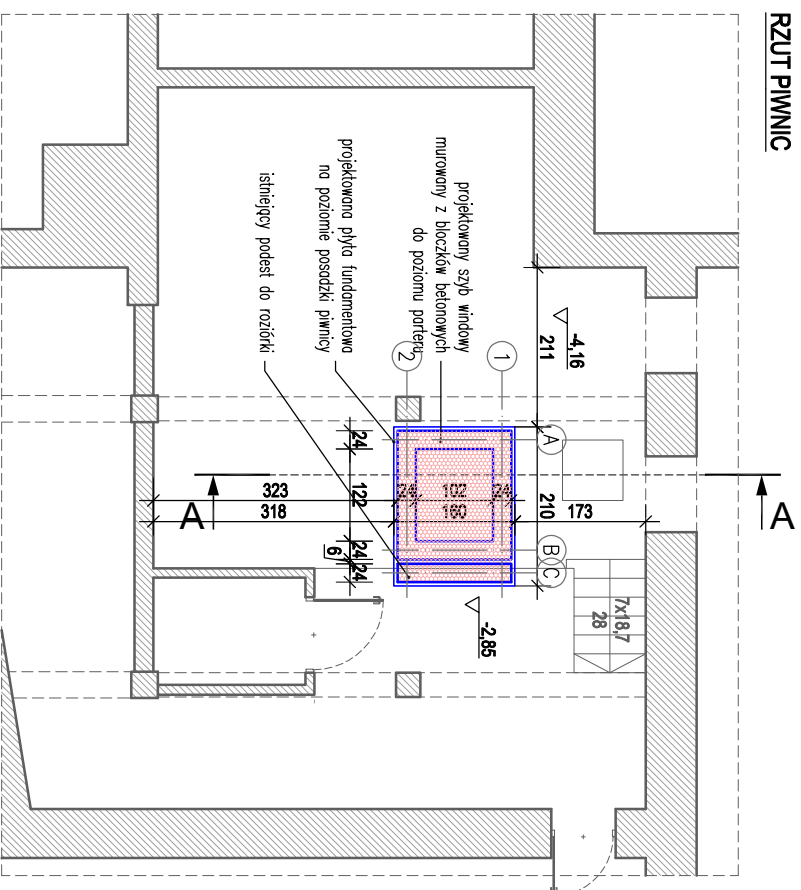 RZUT PIWNIC
projektowany szyb windowy
murowany z bloczków betonowych
do poziomu parteru
projektowana płyta fundamentowa
na poziomie posadzki piwnicy
istniejący podest do roziórki
-4,16
211
1
2
A
B
C
24
122
24
24
6
24
102
24
160
210
173
323
318
A
A
-2,85
7x18,7
28